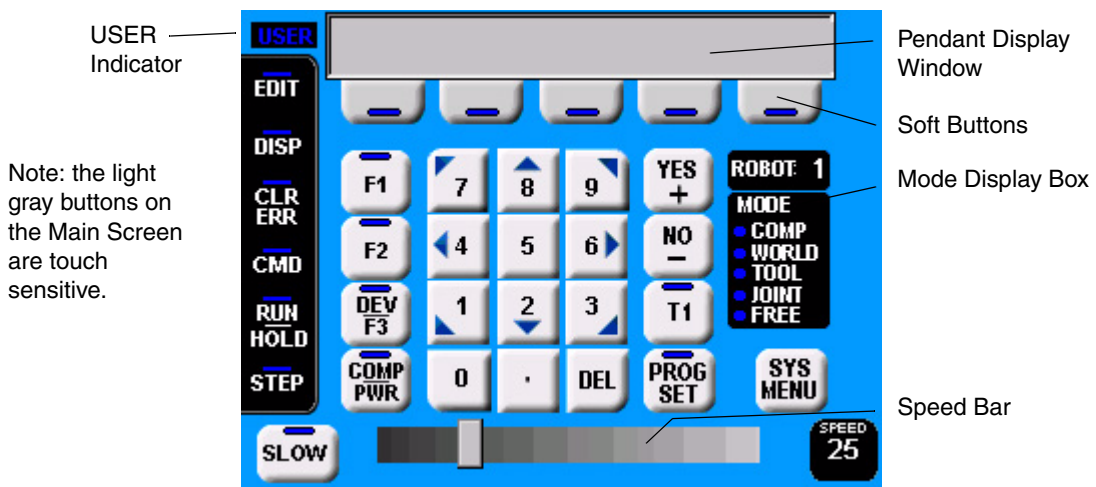 USER
Indicator
Note: the light
gray buttons on
the Main Screen
are touch
sensitive.
USER
EDIT
DISP
CLR
ERR
CMD
RUN
HOLD
STEP
F1
7
8
9
YES
+
F2
4
5
6
NO
–
DEV
F3
1
2
3
T1
COMP
PWR
0
.
DEL
PROG
SET
ROBOT: 1
MODE
COMP
WORLD
TOOL
JOINT
FREE
SYS
MENU
SLOW
SPEED
25
Pendant Display
Window
Soft Buttons
Mode Display Box
Speed Bar